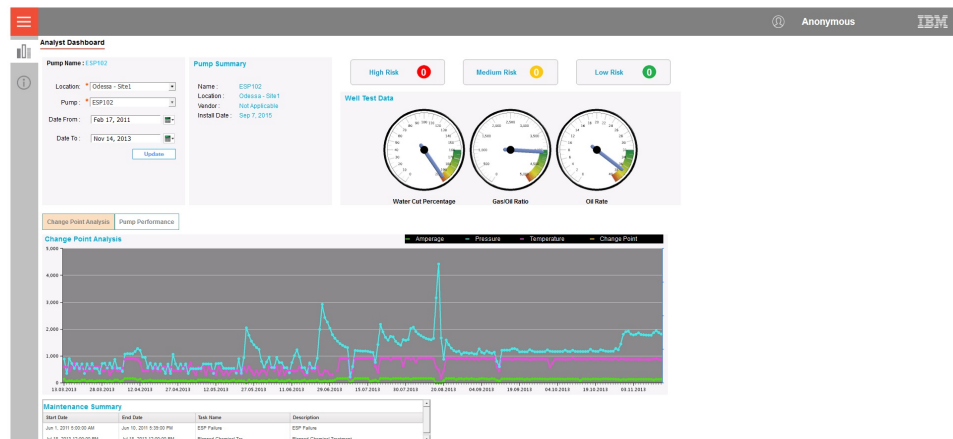 Anonymous
IBM
Analyst Dashboard
Pump Name : ESP102
Location: * Odessa - Site1
Pump : * ESP102
Date From : Feb 17, 2011
Date To : Nov 14, 2013
Update
Pump Summary
Name : ESP102
Location : Odessa - Site1
Vendor : Not Applicable
Install Date : Sep 7, 2015
High Risk 0
Medium Risk 0
Low Risk 0
Well Test Data
Water Cut Percentage
Gas/Oil Ratio
Oil Rate
Change Point Analysis
Pump Performance
Change Point Analysis
Amperage Pressure Temperature Change Point
5,000
4,000
3,000
2,000
1,000
0
13.03.2013 28.03.2013 12.04.2013 27.04.2013 12.05.2013 27.05.2013 11.06.2013 30.06.2013 15.07.2013 30.07.2013 20.08.2013 04.09.2013 19.09.2013 04.10.2013 19.10.2013 03.11.2013
Maintenance Summary
Start Date End Date Task Name Description
Jun 1, 2011 5:00:00 AM Jun 10, 2011 6:59:00 PM ESP Failure ESP Failure